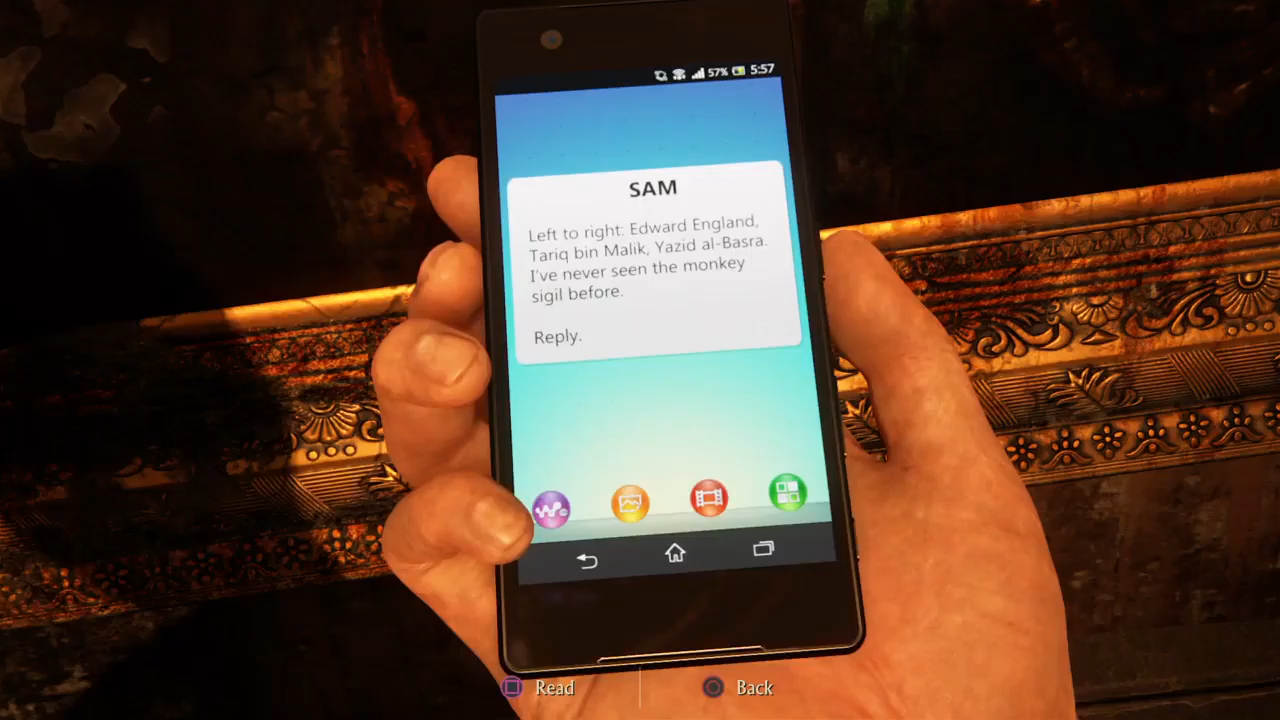 57% 5:57
SAM
Left to right: Edward England,
Tariq bin Malik, Yazid al-Basra.
I've never seen the monkey
sigil before.
Reply.
Read
Back